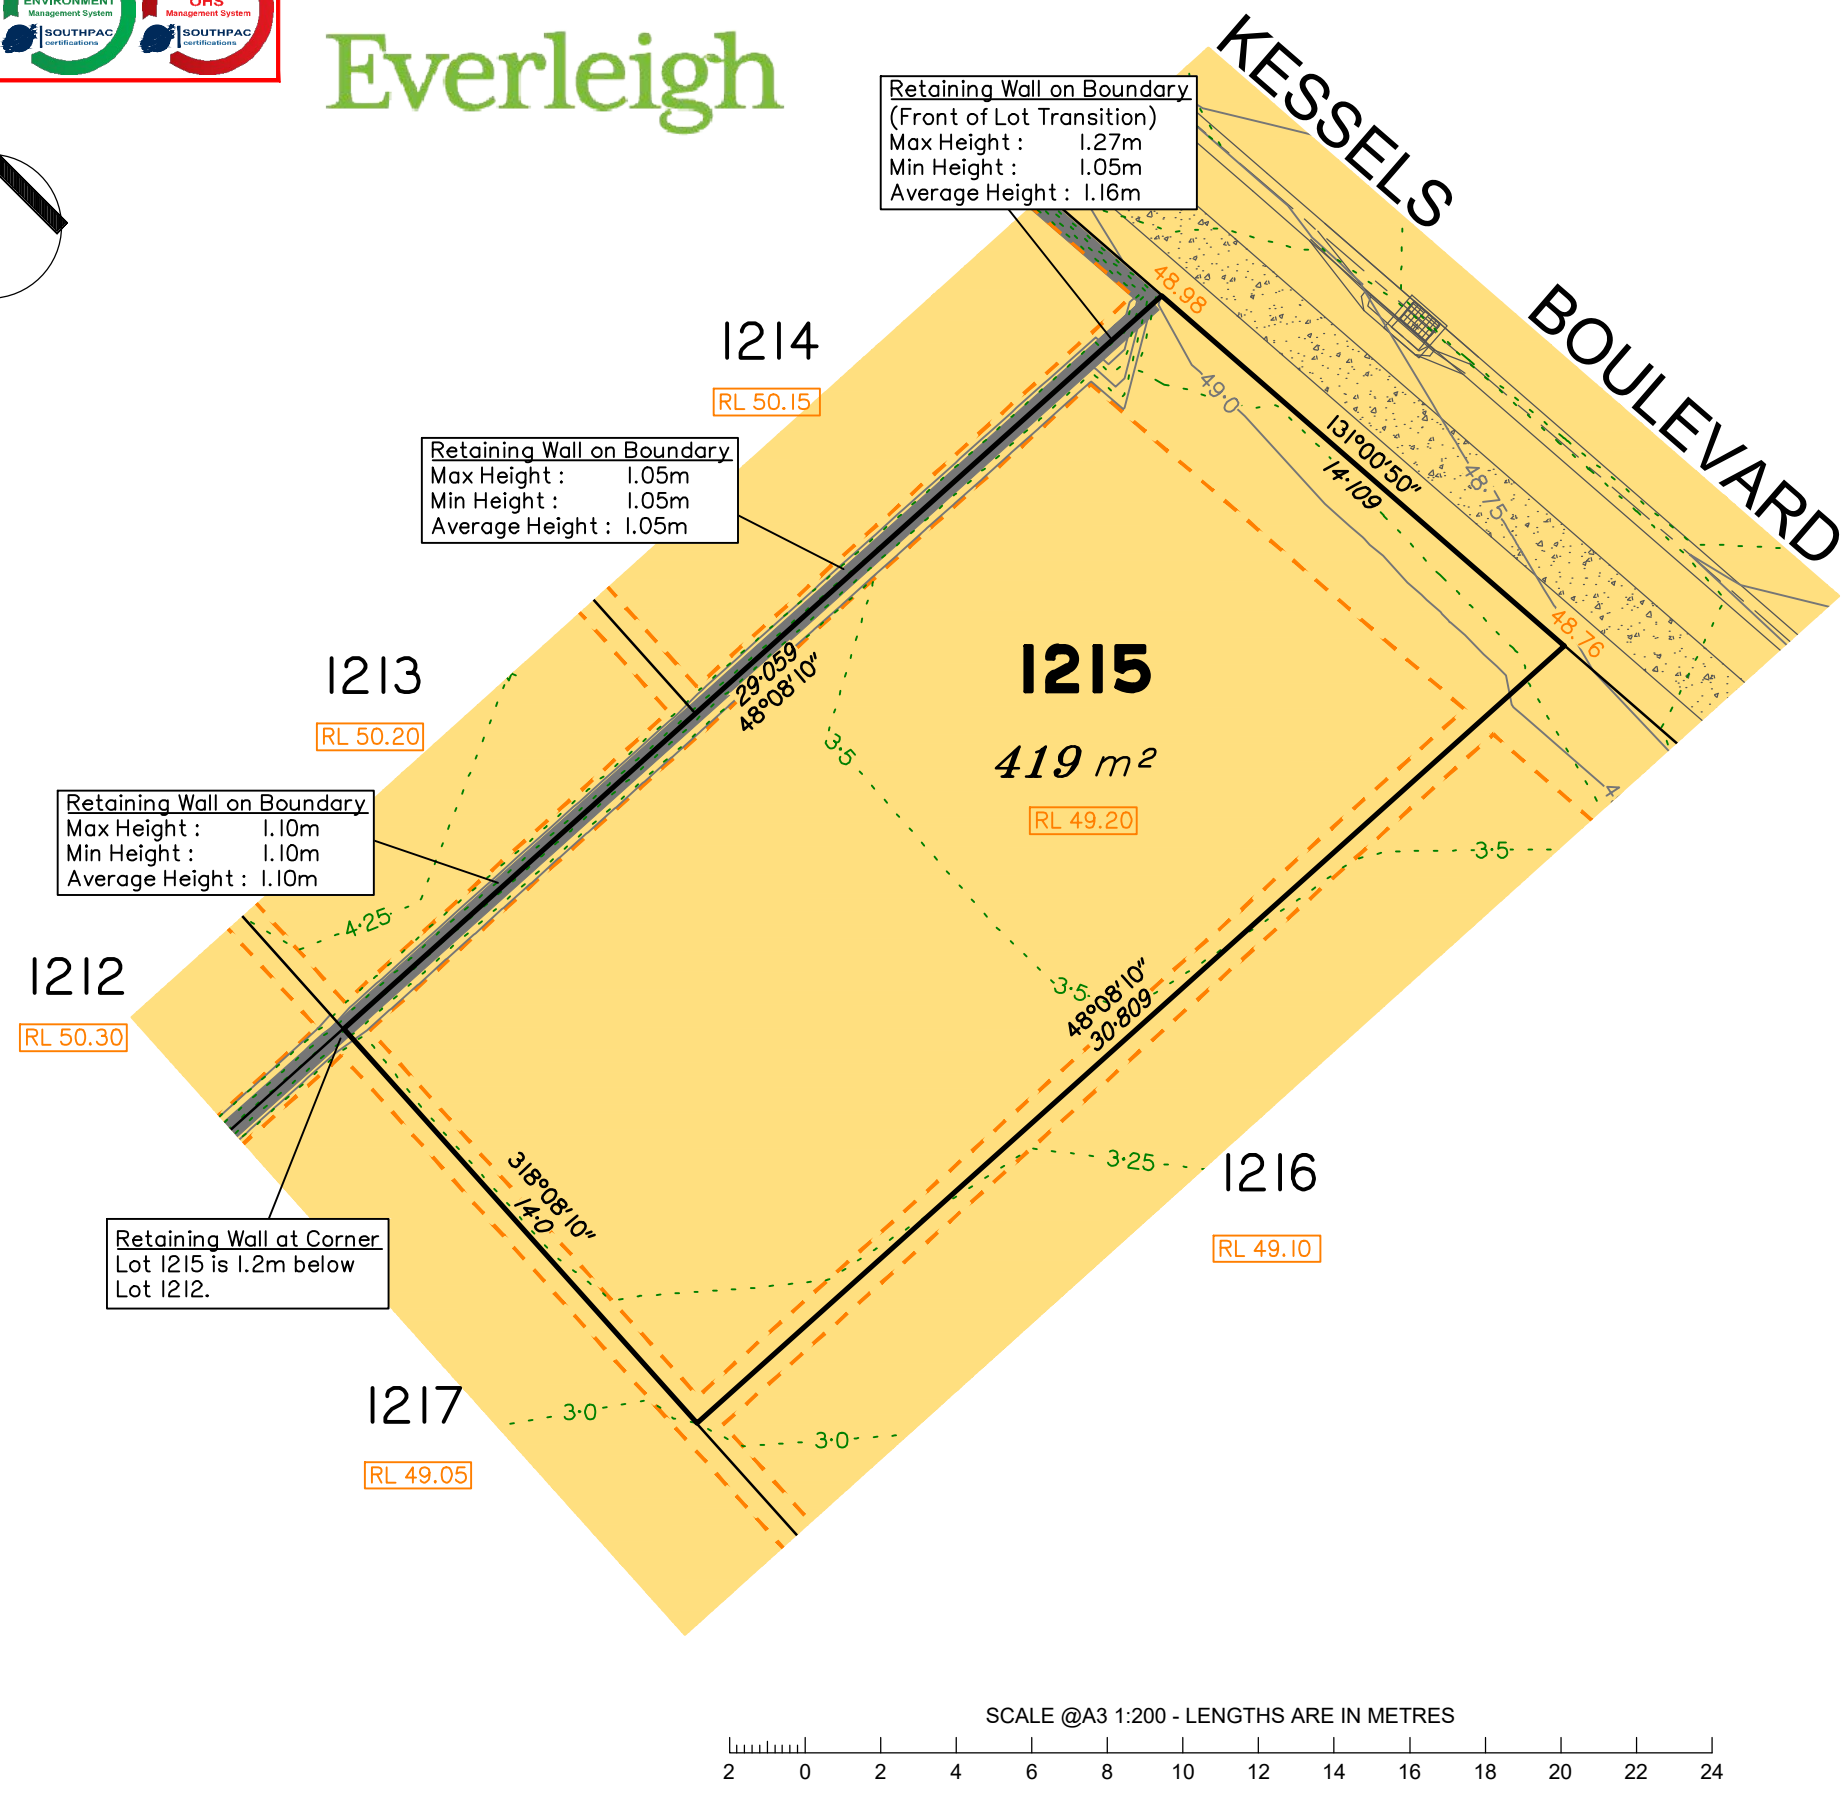 ENVIRONMENT
Management System
SOUTHPAC
certifications
OHS
Management System
SOUTHPAC
certifications
Everleigh
KESSELS
BOULEVARD
Retaining Wall on Boundary
(Front of Lot Transition)
Max Height : 1.27m
Min Height : 1.05m
Average Height : 1.16m
48.98
1214
RL 50.15
49·0
131°00'50"
14·109
48·75
Retaining Wall on Boundary
Max Height : 1.05m
Min Height : 1.05m
Average Height : 1.05m
48.76
1213
RL 50.20
29·059
48°08'10"
3·5
1215
419 m²
RL 49.20
4
3·5
Retaining Wall on Boundary
Max Height : 1.10m
Min Height : 1.10m
Average Height : 1.10m
4·25
1212
RL 50.30
3·5
48°08'10"
30·809
318°08'10"
14·0
3·25
1216
RL 49.10
Retaining Wall at Corner
Lot 1215 is 1.2m below
Lot 1212.
1217
RL 49.05
3·0
3·0
SCALE @A3 1:200 - LENGTHS ARE IN METRES
2 0 2 4 6 8 10 12 14 16 18 20 22 24